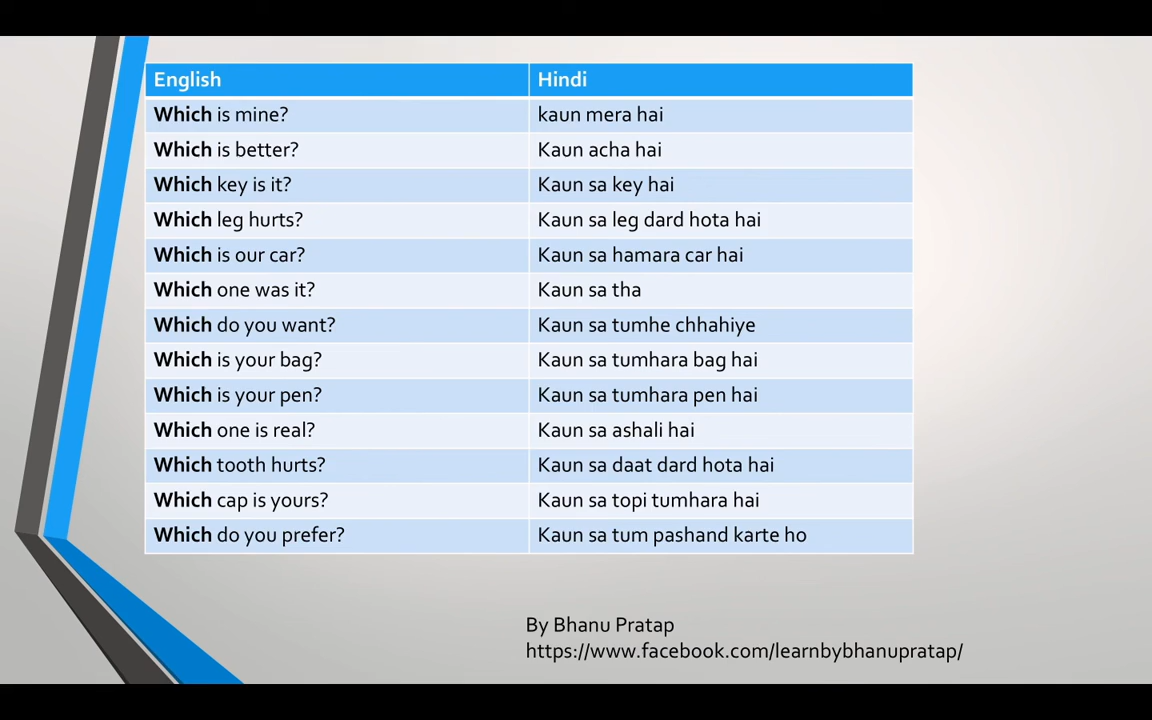 English Hindi
Which is mine? kaun mera hai
Which is better? Kaun acha hai
Which key is it? Kaun sa key hai
Which leg hurts? Kaun sa leg dard hota hai
Which is our car? Kaun sa hamara car hai
Which one was it? Kaun sa tha
Which do you want? Kaun sa tumhe chhahiye
Which is your bag? Kaun sa tumhara bag hai
Which is your pen? Kaun sa tumhara pen hai
Which one is real? Kaun sa ashali hai
Which tooth hurts? Kaun sa daat dard hota hai
Which cap is yours? Kaun sa topi tumhara hai
Which do you prefer? Kaun sa tum pashand karte ho
By Bhanu Pratap
https://www.facebook.com/learnbybhanupratap/